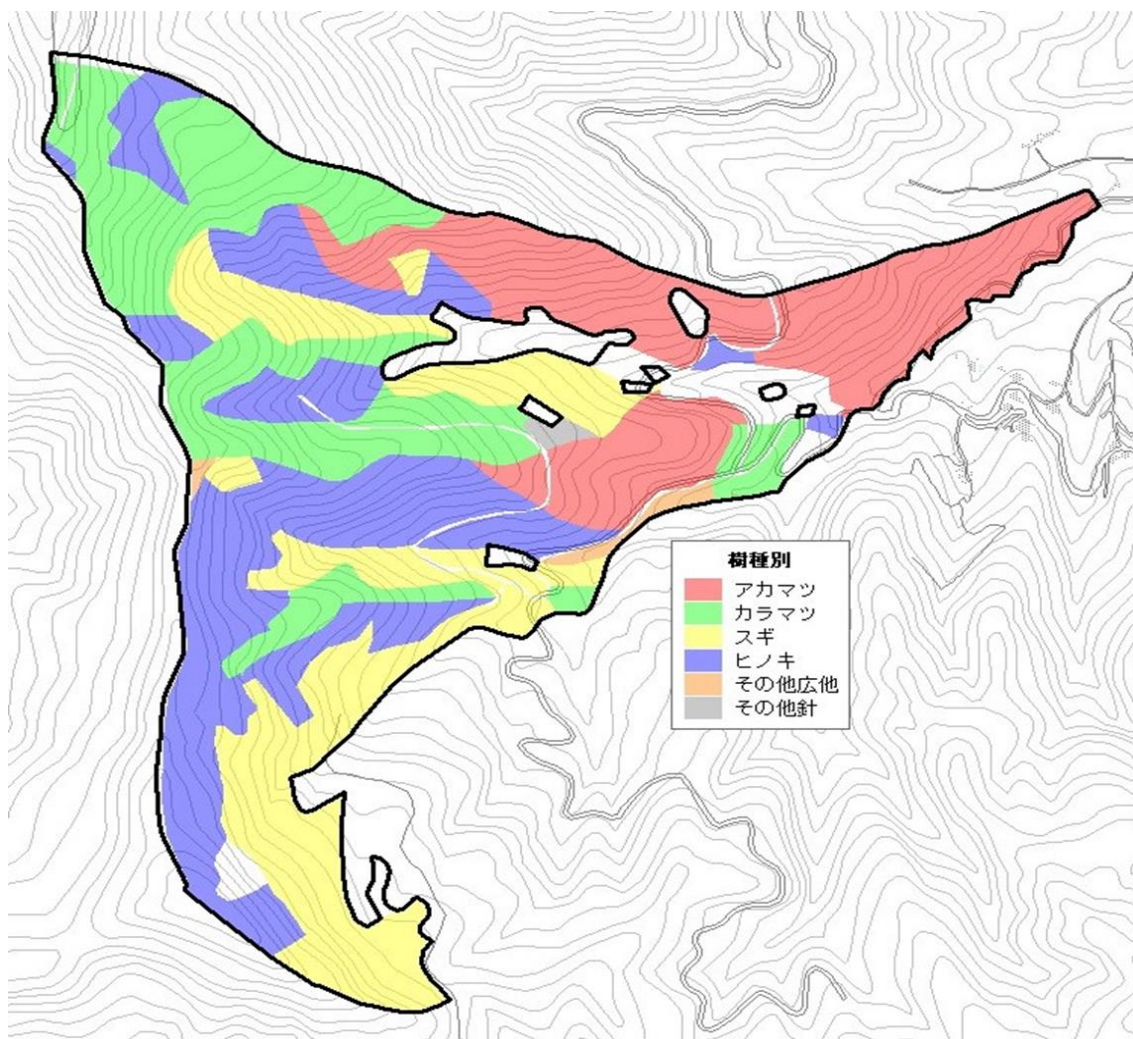 樹種別
アカマツ
カラマツ
スギ
ヒノキ
その他広他
その他針